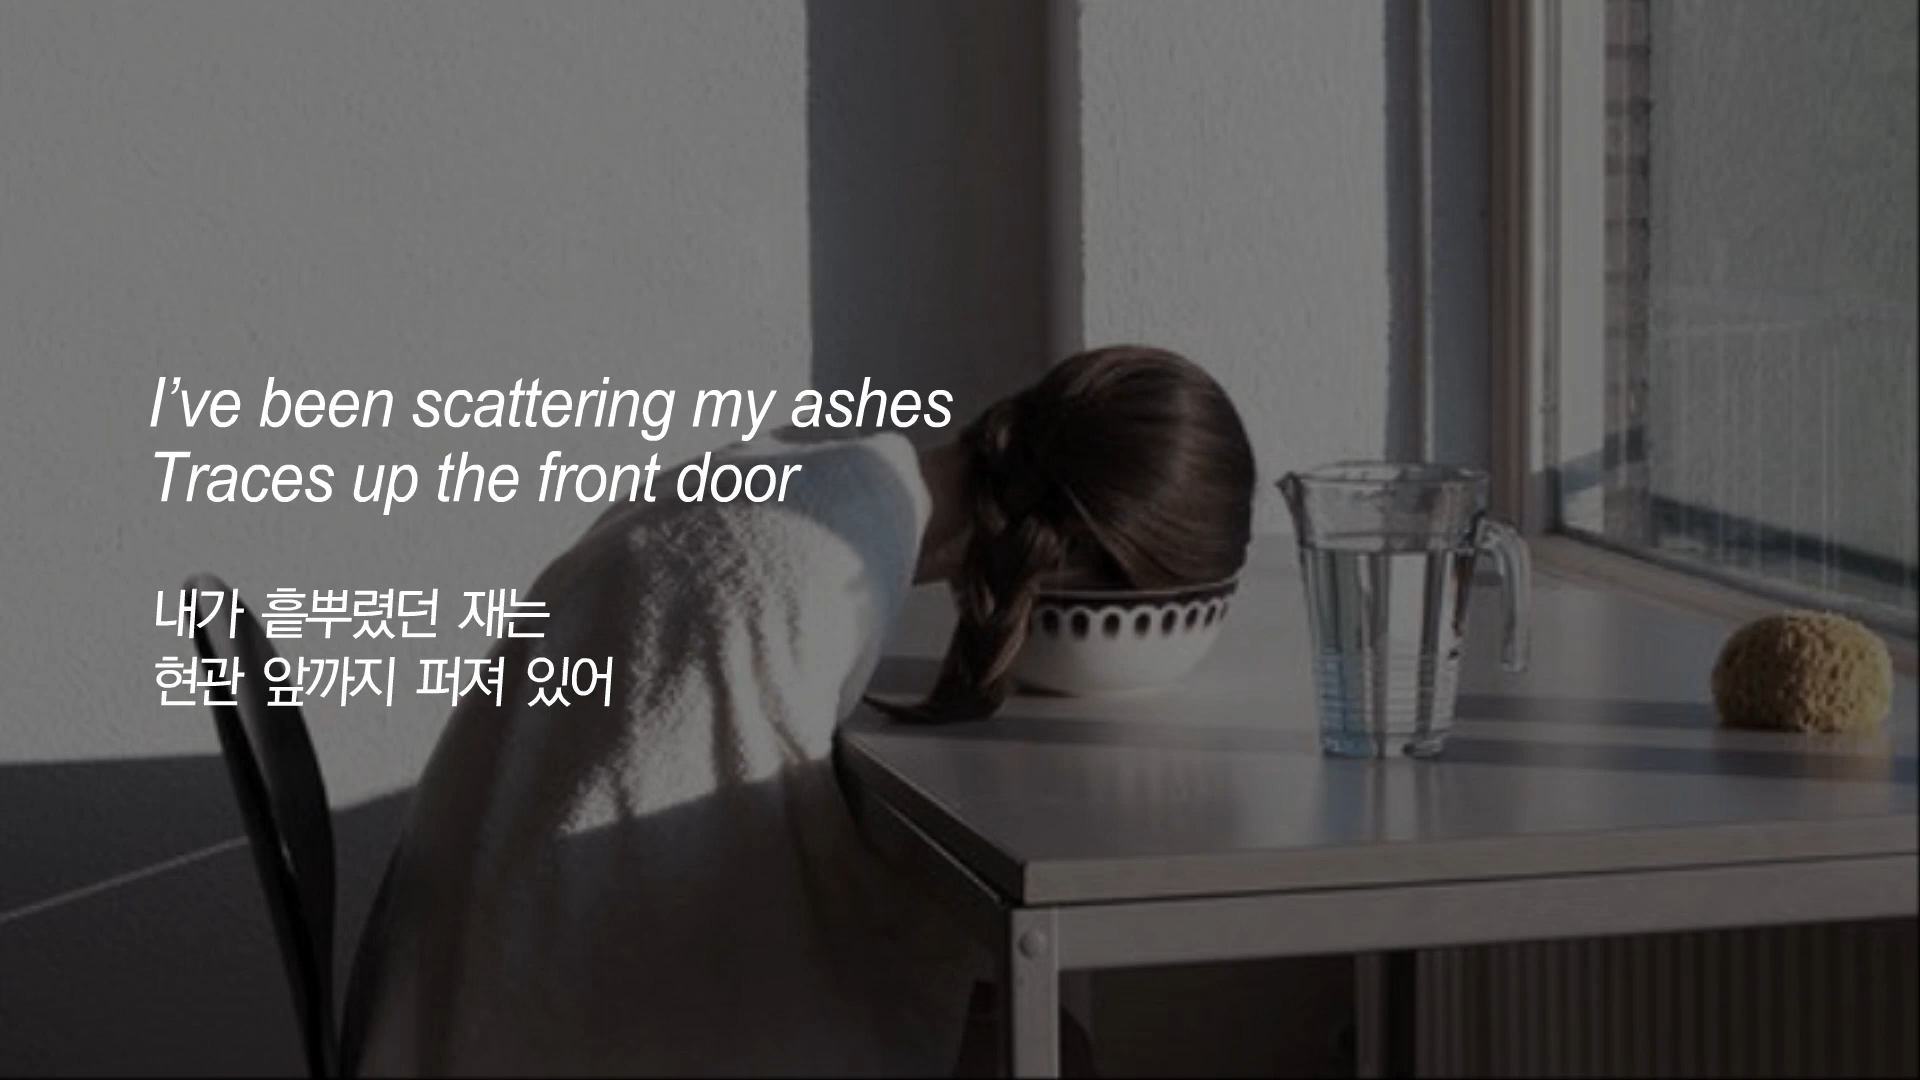 I’ve been scattering my ashes
Traces up the front door
내가 흩뿌렸던 재는
현관 앞까지 퍼져 있어